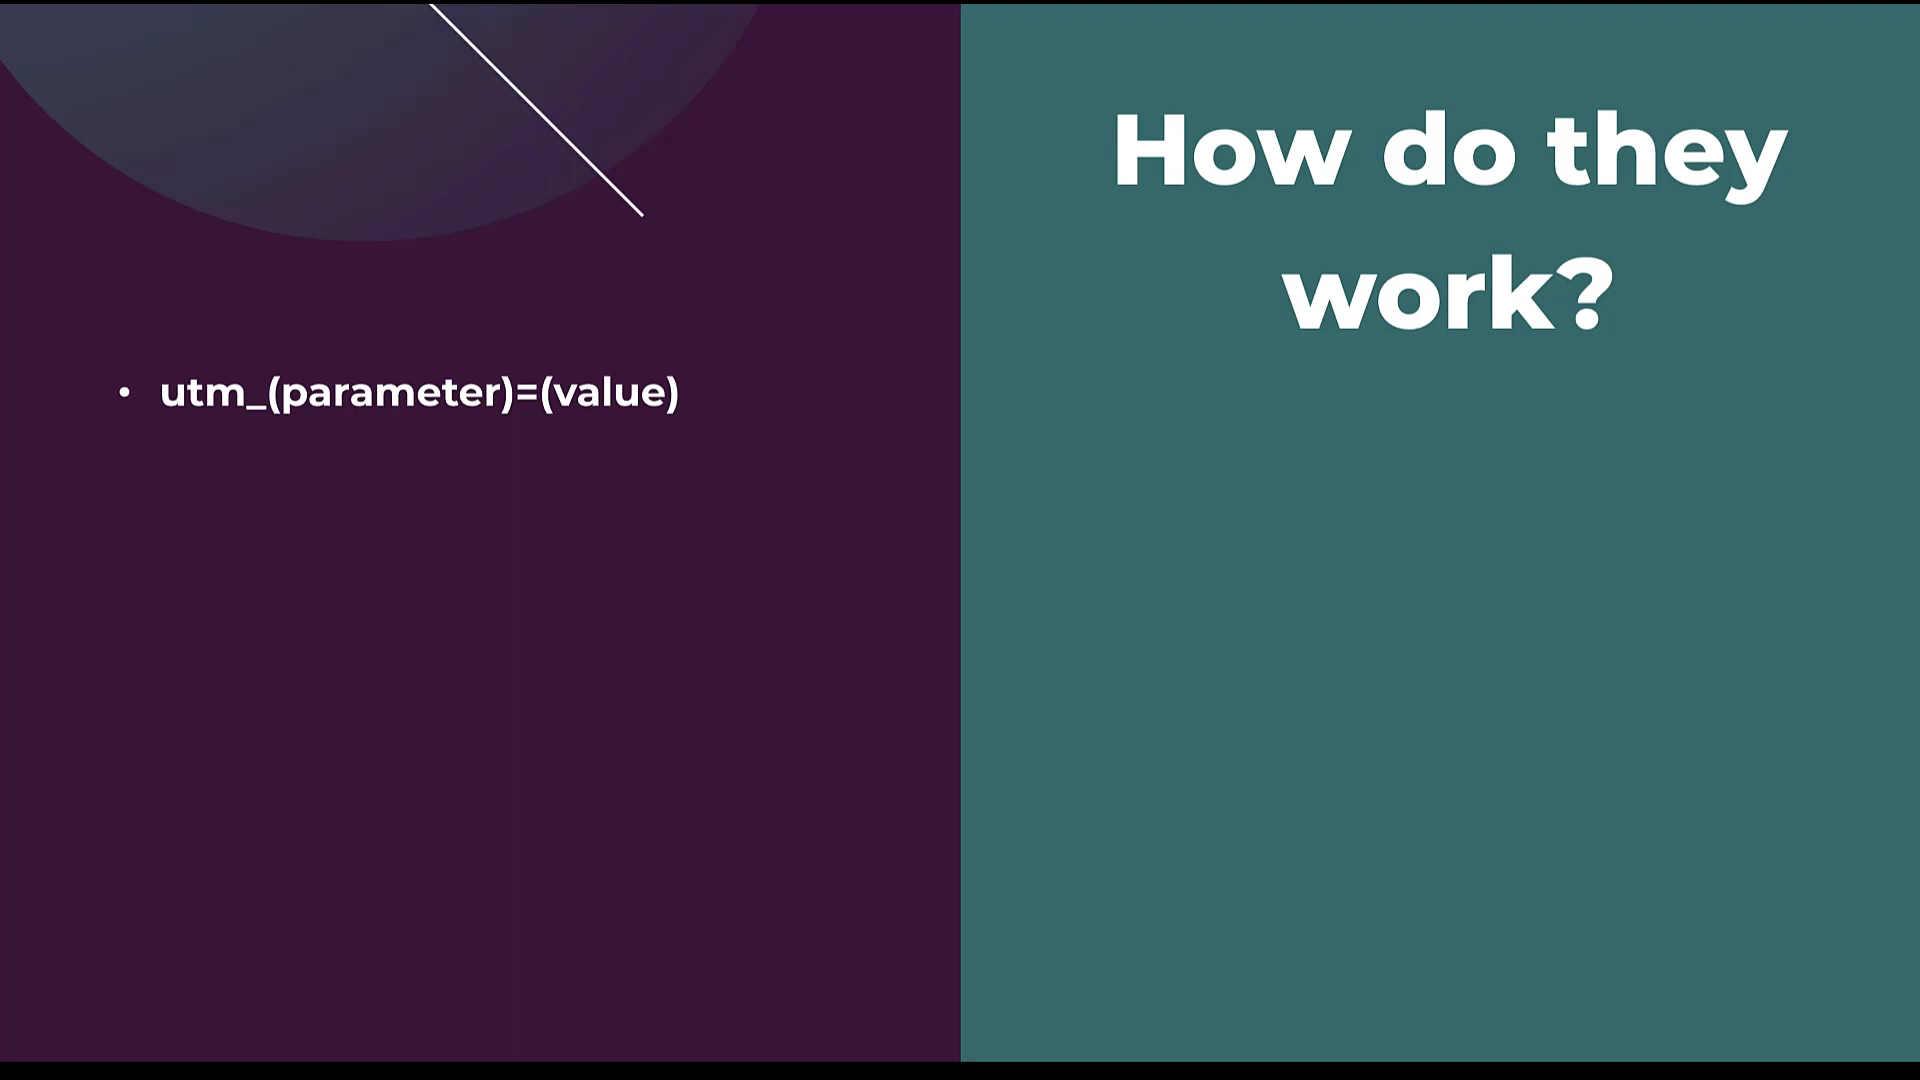 How do they
work?
• utm_(parameter)=(value)